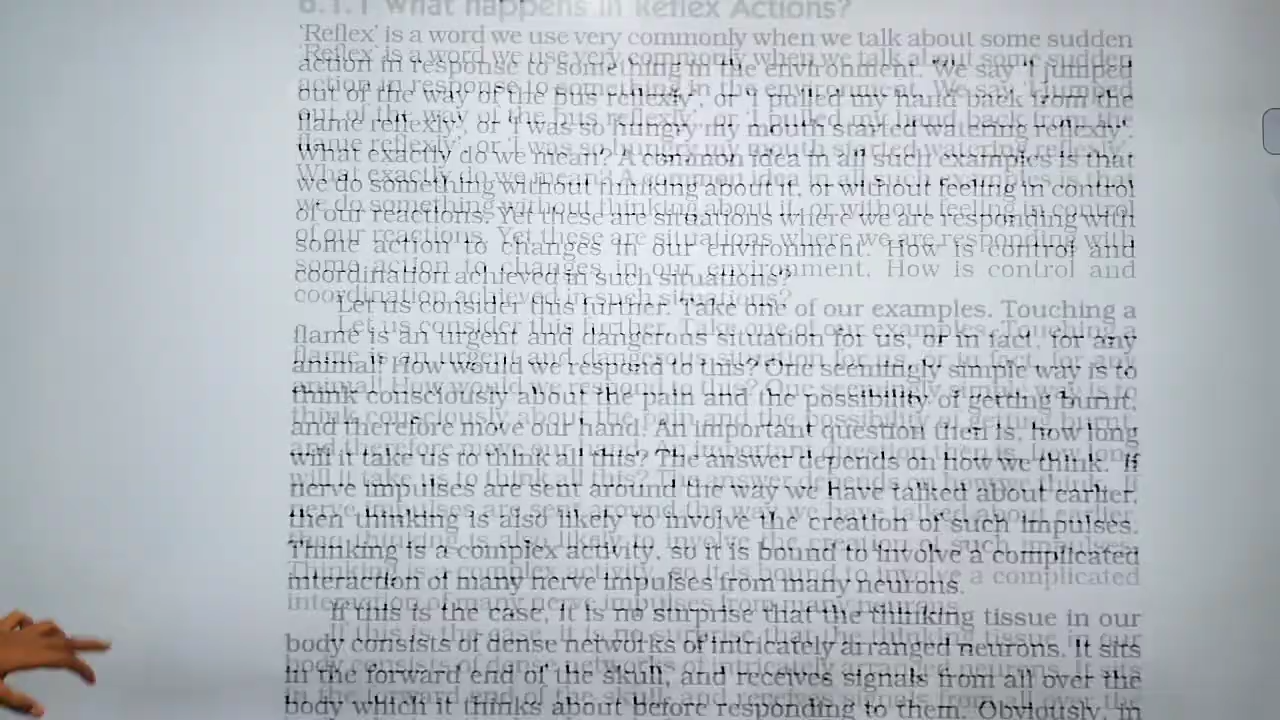 6.1.1 What happens in Reflex Actions?
'Reflex' is a word we use very commonly when we talk about some sudden
action in response to something in the environment. We say 'I jumped
out of the way of the bus reflexly', or 'I pulled my hand back from the
flame reflexly', or 'I was so hungry my mouth started watering reflexly'.
What exactly do we mean? A common idea in all such examples is that
we do something without thinking about it, or without feeling in control
of our reactions. Yet these are situations where we are responding with
some action to changes in our environment. How is control and
coordination achieved in such situations?
Let us consider this further. Take one of our examples. Touching a
flame is an urgent and dangerous situation for us, or in fact, for any
animal! How would we respond to this? One seemingly simple way is to
think consciously about the pain and the possibility of getting burnt,
and therefore move our hand. An important question then is, how long
will it take us to think all this? The answer depends on how we think. If
nerve impulses are sent around the way we have talked about earlier,
then thinking is also likely to involve the creation of such impulses.
Thinking is a complex activity, so it is bound to involve a complicated
interaction of many nerve impulses from many neurons.
If this is the case, it is no surprise that the thinking tissue in our
body consists of dense networks of intricately arranged neurons. It sits
in the forward end of the skull, and receives signals from all over the
body which it thinks about before responding to them. Obviously, in